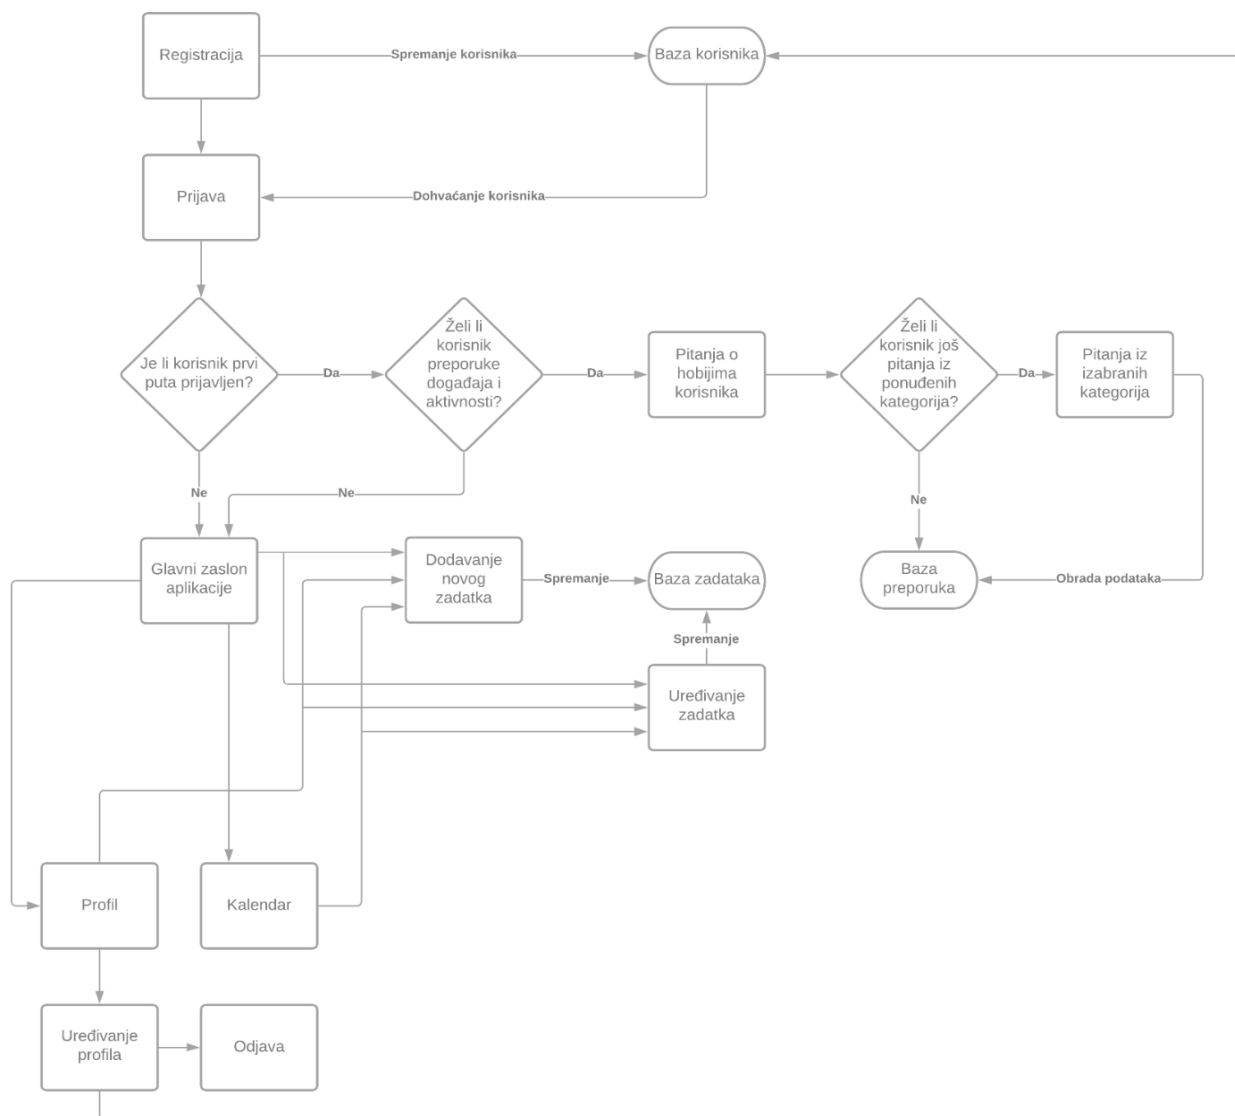 Registracija
Spremanje korisnika
Baza korisnika
Prijava
Dohvaćanje korisnika
Je li korisnik prvi
puta prijavljen?
Da
Želi li
korisnik
preporuke
događaja i
aktivnosti?
Da
Pitanja o
hobijima
korisnika
Želi li
korisnik još
pitanja iz
ponuđenih
kategorija?
Da
Pitanja iz
izabranih
kategorija
Ne
Ne
Ne
Glavni zaslon
aplikacije
Dodavanje
novog
zadatka
Spremanje
Baza zadataka
Baza
preporuka
Obrada podataka
Spremanje
Uređivanje
zadatka
Profil
Kalendar
Uređivanje
profila
Odjava